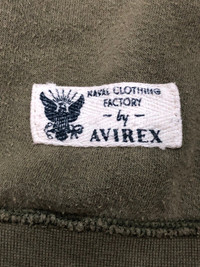 NAVAL CLOTHING
FACTORY
- by -
AVIREX